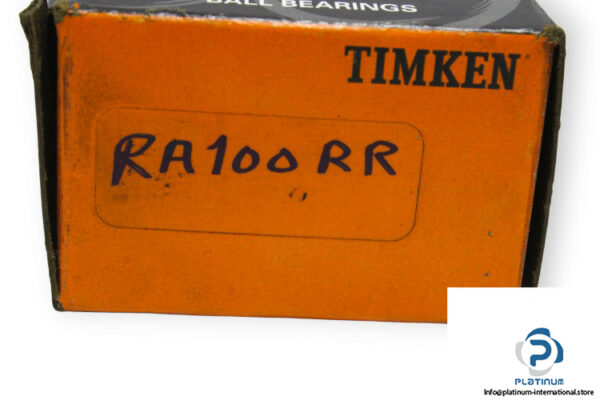 BALL BEARINGS
TIMKEN
RA100RR
PLATINUM
Info@platinum-international.store